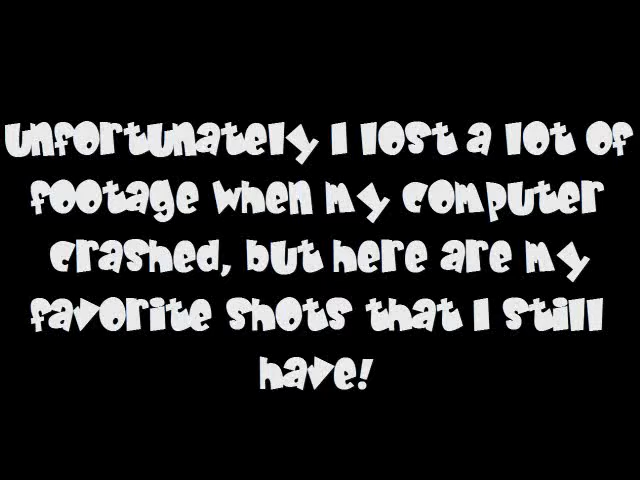 Unfortunately I lost a lot of
footage when my computer
crashed, but here are my
favorite shots that I still
have!